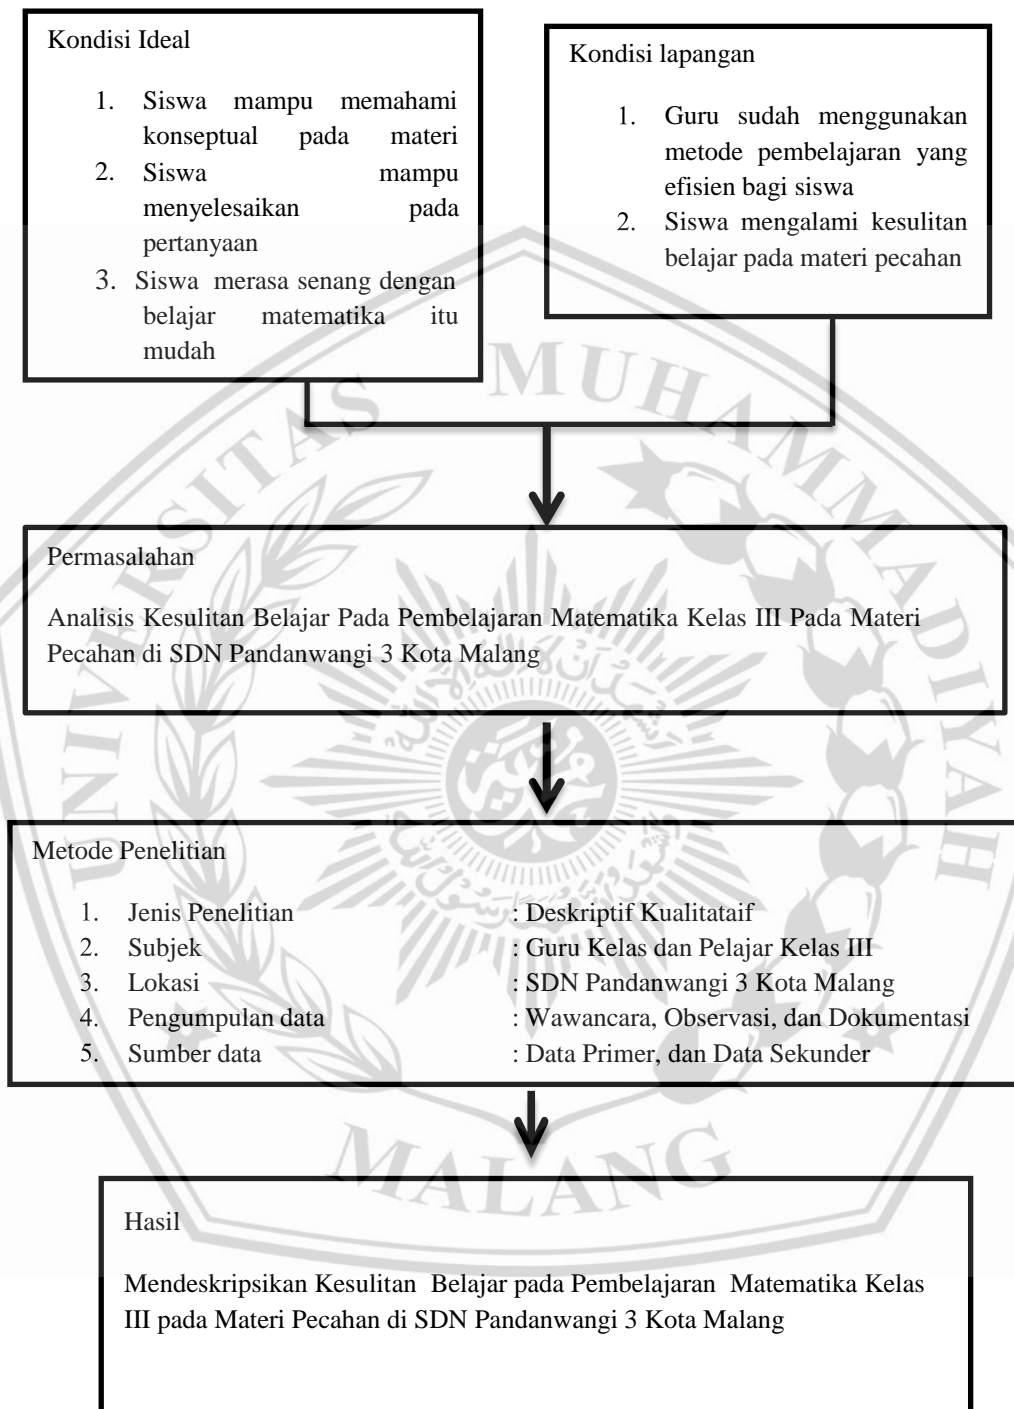 Kondisi Ideal
1. Siswa mampu memahami
konseptual pada materi
2. Siswa mampu
menyelesaikan pada
pertanyaan
3. Siswa merasa senang dengan
belajar matematika itu
mudah
Kondisi lapangan
1. Guru sudah menggunakan
metode pembelajaran yang
efisien bagi siswa
2. Siswa mengalami kesulitan
belajar pada materi pecahan
Permasalahan
Analisis Kesulitan Belajar Pada Pembelajaran Matematika Kelas III Pada Materi
Pecahan di SDN Pandanwangi 3 Kota Malang
Metode Penelitian
1. Jenis Penelitian : Deskriptif Kualitataif
2. Subjek : Guru Kelas dan Pelajar Kelas III
3. Lokasi : SDN Pandanwangi 3 Kota Malang
4. Pengumpulan data : Wawancara, Observasi, dan Dokumentasi
5. Sumber data : Data Primer, dan Data Sekunder
Hasil
Mendeskripsikan Kesulitan Belajar pada Pembelajaran Matematika Kelas
III pada Materi Pecahan di SDN Pandanwangi 3 Kota Malang
UNIVERSITAS MUHAMMADIYAH
MALANG